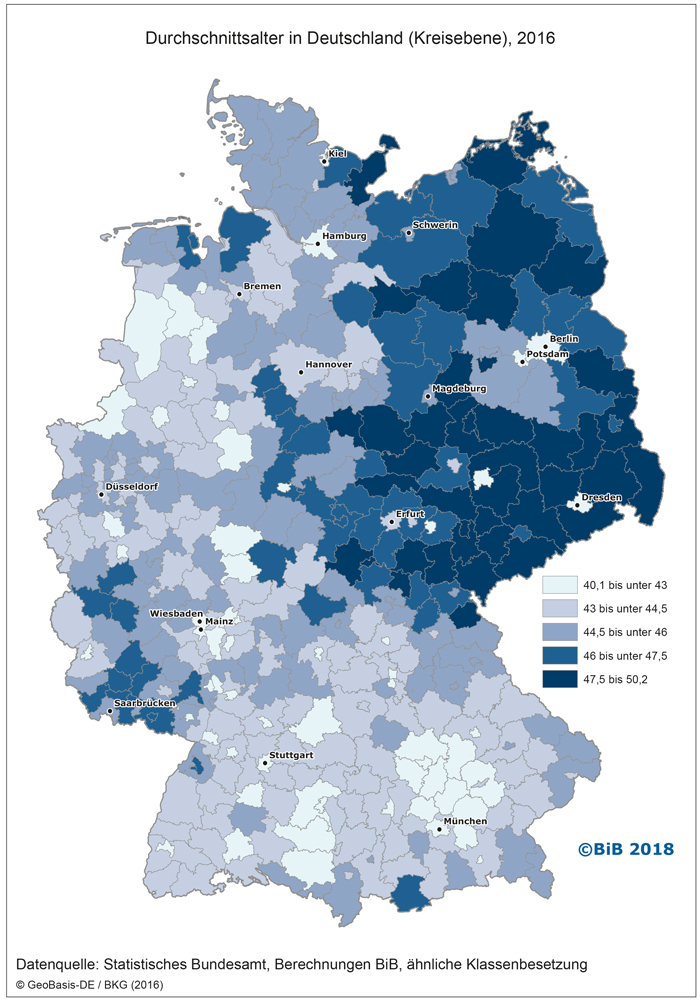 Durchschnittsalter in Deutschland (Kreisebene), 2016
Kiel
Schwerin
Hamburg
Bremen
Berlin
Potsdam
Hannover
Magdeburg
Düsseldorf
Dresden
Erfurt
Wiesbaden
Mainz
Saarbrücken
Stuttgart
München
40,1 bis unter 43
43 bis unter 44,5
44,5 bis unter 46
46 bis unter 47,5
47,5 bis 50,2
©BiB 2018
Datenquelle: Statistisches Bundesamt, Berechnungen BiB, ähnliche Klassenbesetzung
© GeoBasis-DE / BKG (2016)